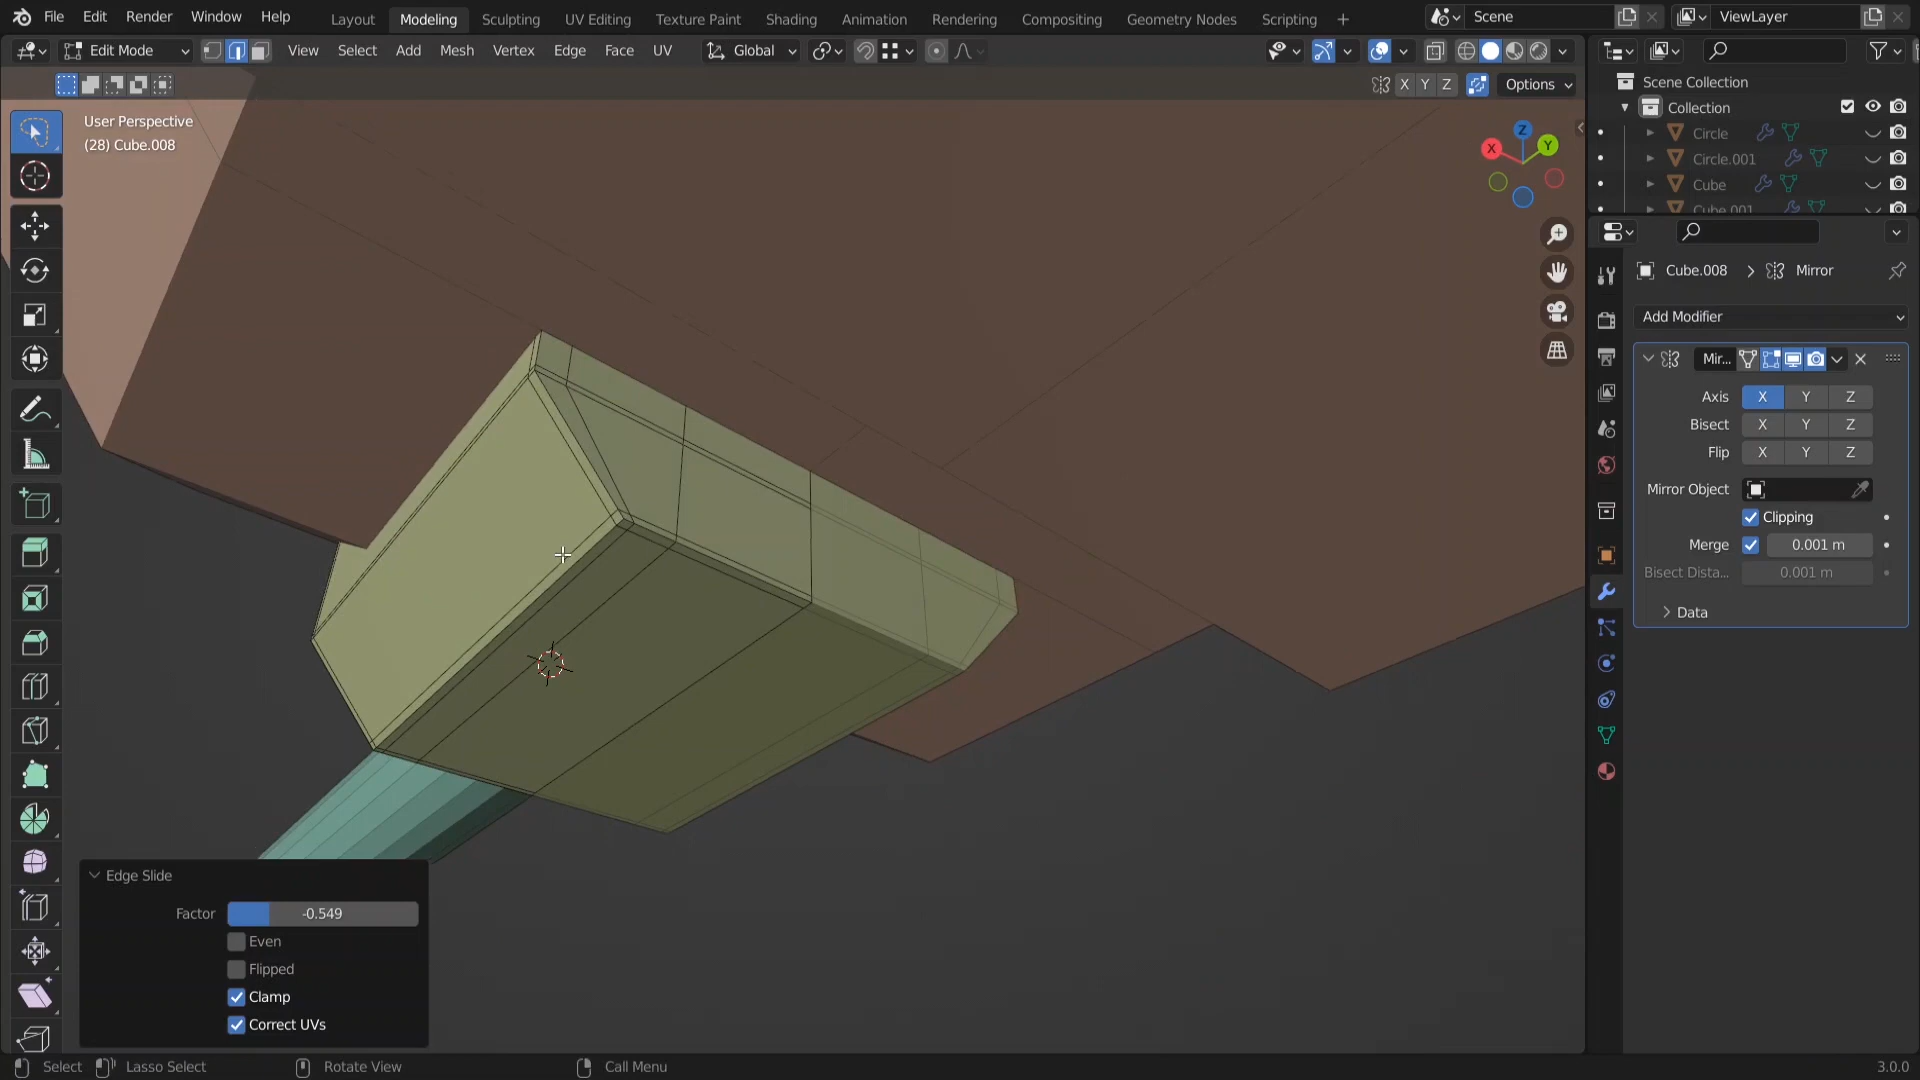 File Edit Render Window Help Layout Modeling Sculpting UV Editing Texture Paint Shading Animation Rendering Compositing Geometry Nodes Scripting + Scene ViewLayer
Edit Mode View Select Add Mesh Vertex Edge Face UV Global
X Y Z Options
User Perspective
(28) Cube.008
X Y Z
Scene Collection
Collection
Circle
Circle.001
Cube
Cube.001
Cube.008 > Mirror
Add Modifier
Mir...
Axis X Y Z
Bisect X Y Z
Flip X Y Z
Mirror Object
Clipping
Merge 0.001 m
Bisect Dista... 0.001 m
Data
Edge Slide
Factor -0.549
Even
Flipped
Clamp
Correct UVs
Select Lasso Select Rotate View Call Menu 3.0.0